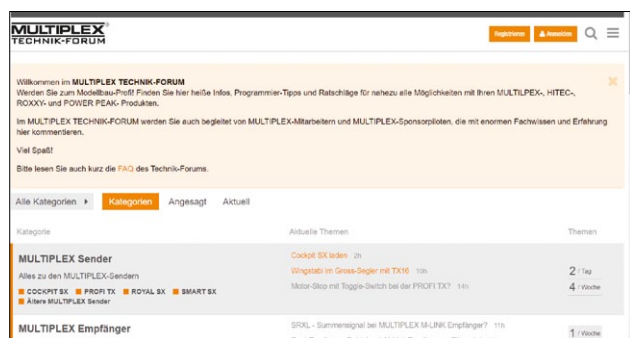 MULTIPLEX
TECHNIK-FORUM
Registrieren Anmelden
Willkommen im MULTIPLEX TECHNIK-FORUM
Werden Sie zum Modellbau-Profi! Finden Sie hier heiße Infos, Programmier-Tipps und Ratschläge für nahezu alle Möglichkeiten mit Ihren MULTILPEX-, HITEC-,
ROXXY- und POWER PEAK- Produkten.
Im MULTIPLEX TECHNIK-FORUM werden Sie auch begleitet von MULTIPLEX-Mitarbeitern und MULTIPLEX-Sponsorpiloten, die mit enormen Fachwissen und Erfahrung
hier kommentieren.
Viel Spaß!
Bitte lesen Sie auch kurz die FAQ des Technik-Forums.
Alle Kategorien Kategorien Angesagt Aktuell
Kategorie Aktuelle Themen Themen
MULTIPLEX Sender
Alles zu den MULTIPLEX-Sendern
COCKPIT SX PROFI TX ROYAL SX SMART SX
Ältere MULTIPLEX Sender
Cockpit SX laden 2h
Wingstabi im Gross-Segler mit TX16 10h
Motor-Stop mit Toggle-Switch bei der PROFI TX? 14h
2 / Tag
4 / Woche
MULTIPLEX Empfänger
SRXL - Summensignal bei MULTIPLEX M-LINK Empfänger? 11h
1 / Woche